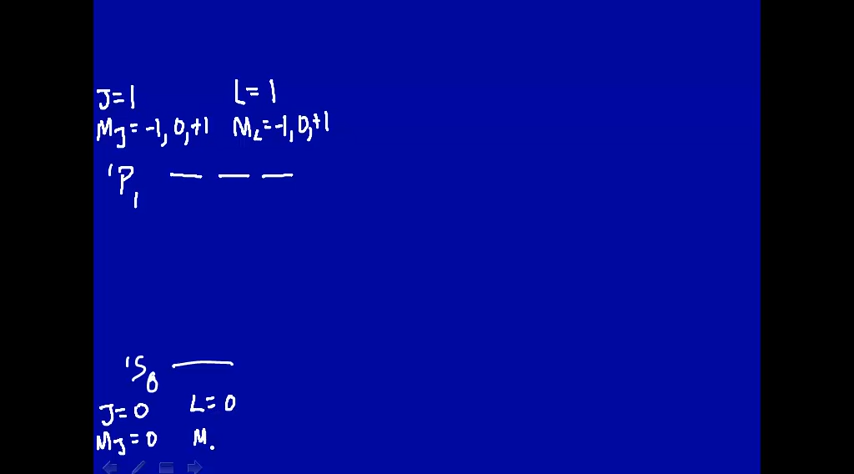 J=1 L=1
MJ=-1, 0, +1 ML=-1, 0, +1
¹P₁
¹S₀
J=0 L=0
MJ=0 M.